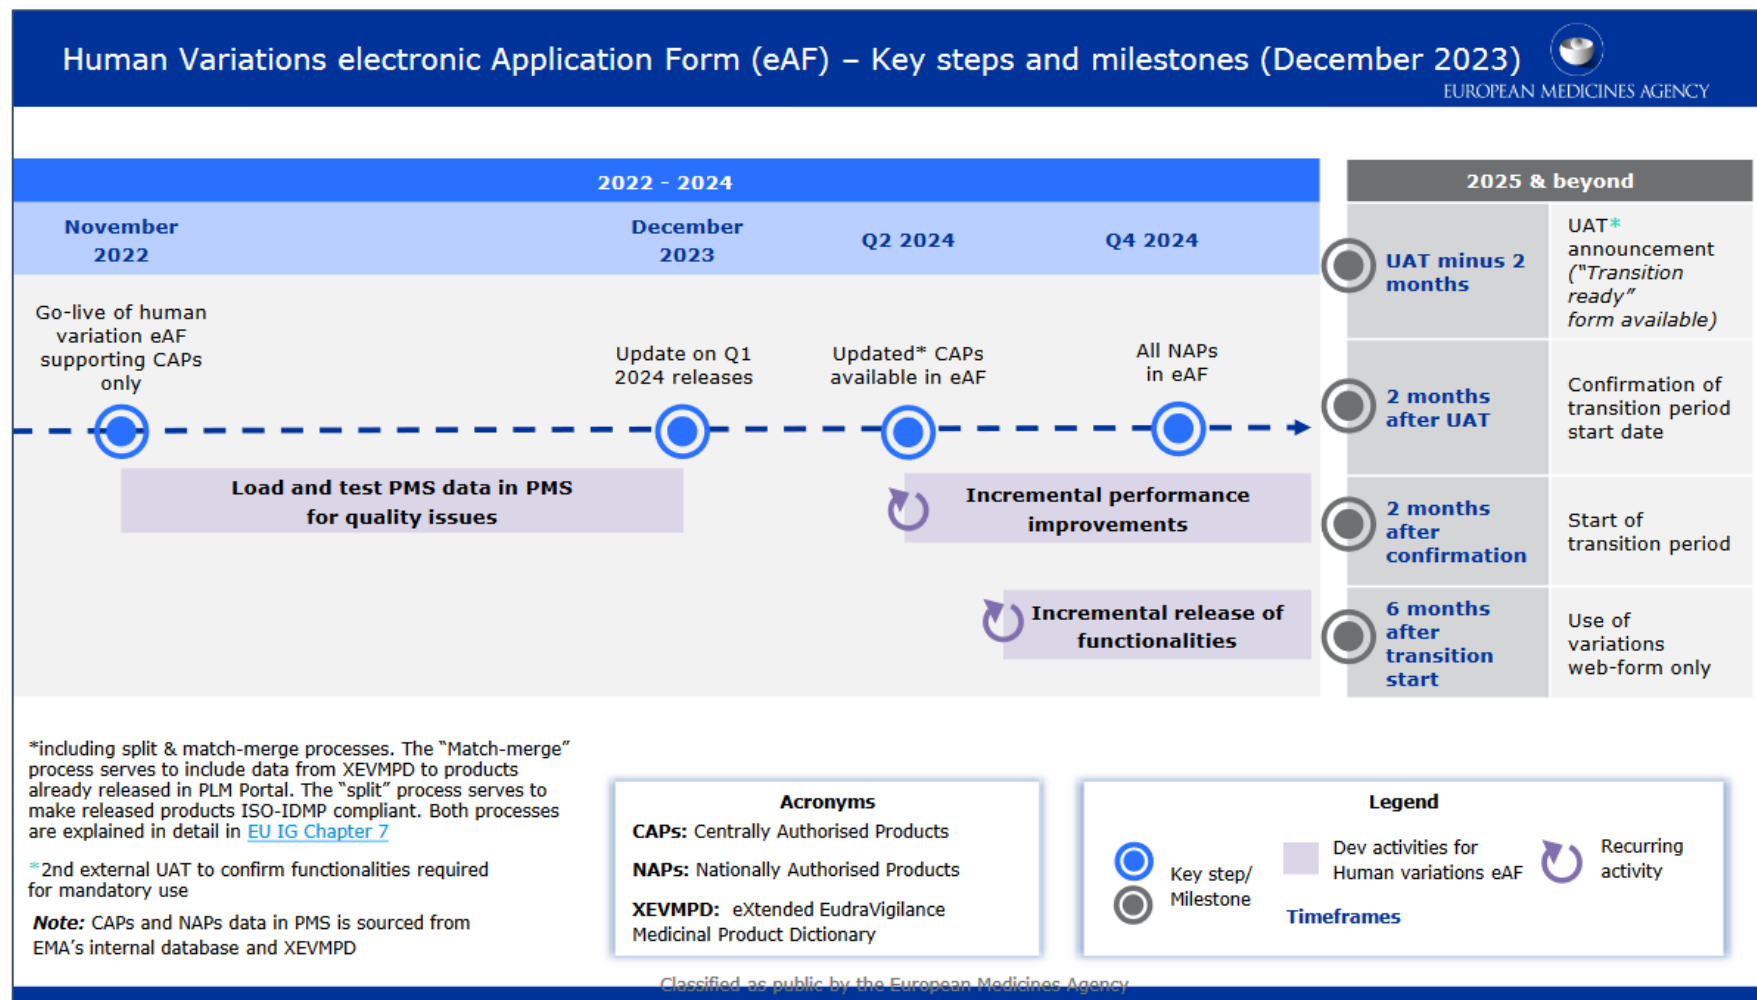 Human Variations electronic Application Form (eAF) – Key steps and milestones (December 2023)
EUROPEAN MEDICINES AGENCY
2022 - 2024
November
2022
December
2023
Q2 2024
Q4 2024
Go-live of human
variation eAF
supporting CAPs
only
Update on Q1
2024 releases
Updated* CAPs
available in eAF
All NAPs
in eAF
Load and test PMS data in PMS
for quality issues
Incremental performance
improvements
Incremental release of
functionalities
2025 & beyond
UAT minus 2
months
UAT*
announcement
(“Transition
ready”
form available)
2 months
after UAT
Confirmation of
transition period
start date
2 months
after
confirmation
Start of
transition period
6 months
after
transition
start
Use of
variations
web-form only
*including split & match-merge processes. The “Match-merge”
process serves to include data from XEVMPD to products
already released in PLM Portal. The “split” process serves to
make released products ISO-IDMP compliant. Both processes
are explained in detail in EU IG Chapter 7
*2nd external UAT to confirm functionalities required
for mandatory use
Note: CAPs and NAPs data in PMS is sourced from
EMA’s internal database and XEVMPD
Acronyms
CAPs: Centrally Authorised Products
NAPs: Nationally Authorised Products
XEVMPD: eXtended EudraVigilance
Medicinal Product Dictionary
Legend
Key step/
Milestone
Dev activities for
Human variations eAF
Recurring
activity
Timeframes
Classified as public by the European Medicines Agency